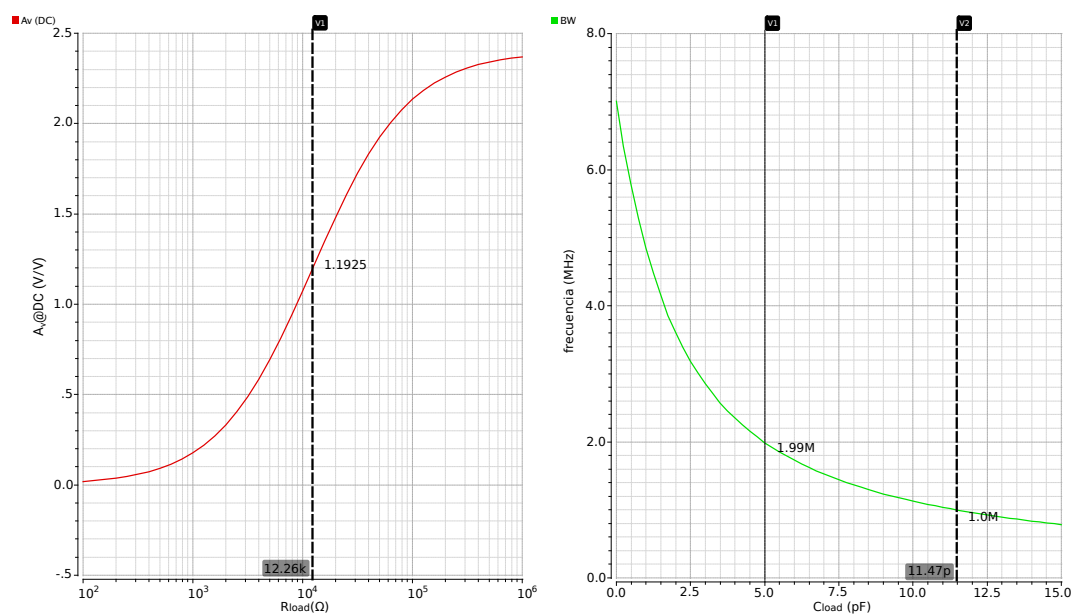 Av (DC)
V1
2.5
2.0
1.5
1.0
.5
0.0
-.5
Av@DC (V/V)
1.1925
12.26k
10^2
10^3
10^4
10^5
10^6
Rload(Ω)
BW
V1
V2
8.0
6.0
4.0
2.0
0.0
frecuencia (MHz)
1.99M
1.0M
11.47p
0.0
2.5
5.0
7.5
10.0
12.5
15.0
Cload (pF)